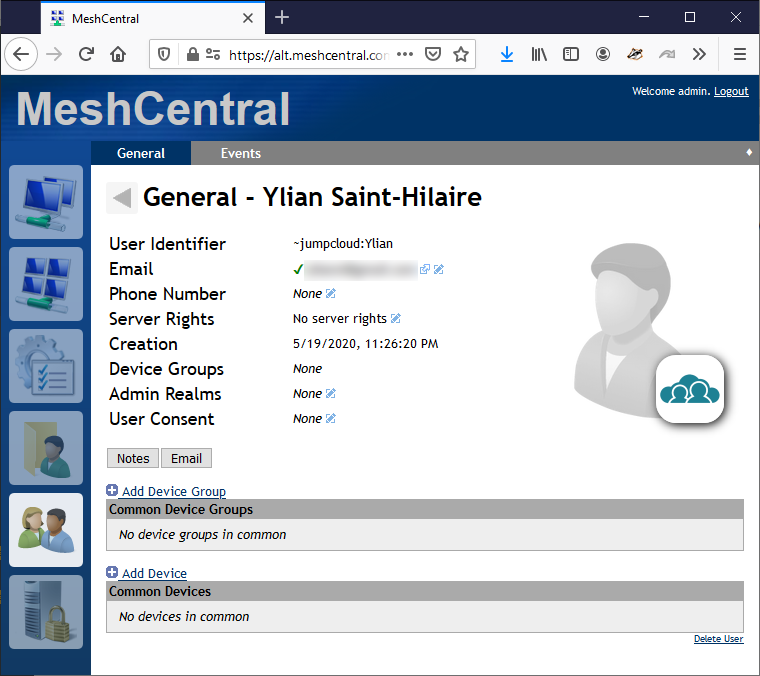 MeshCentral
https://alt.meshcentral.con
MeshCentral
Welcome admin. Logout
General Events
General - Ylian Saint-Hilaire
User Identifier ~jumpcloud:Ylian
Email
Phone Number None
Server Rights No server rights
Creation 5/19/2020, 11:26:20 PM
Device Groups None
Admin Realms None
User Consent None
Notes Email
Add Device Group
Common Device Groups
No device groups in common
Add Device
Common Devices
No devices in common
Delete User